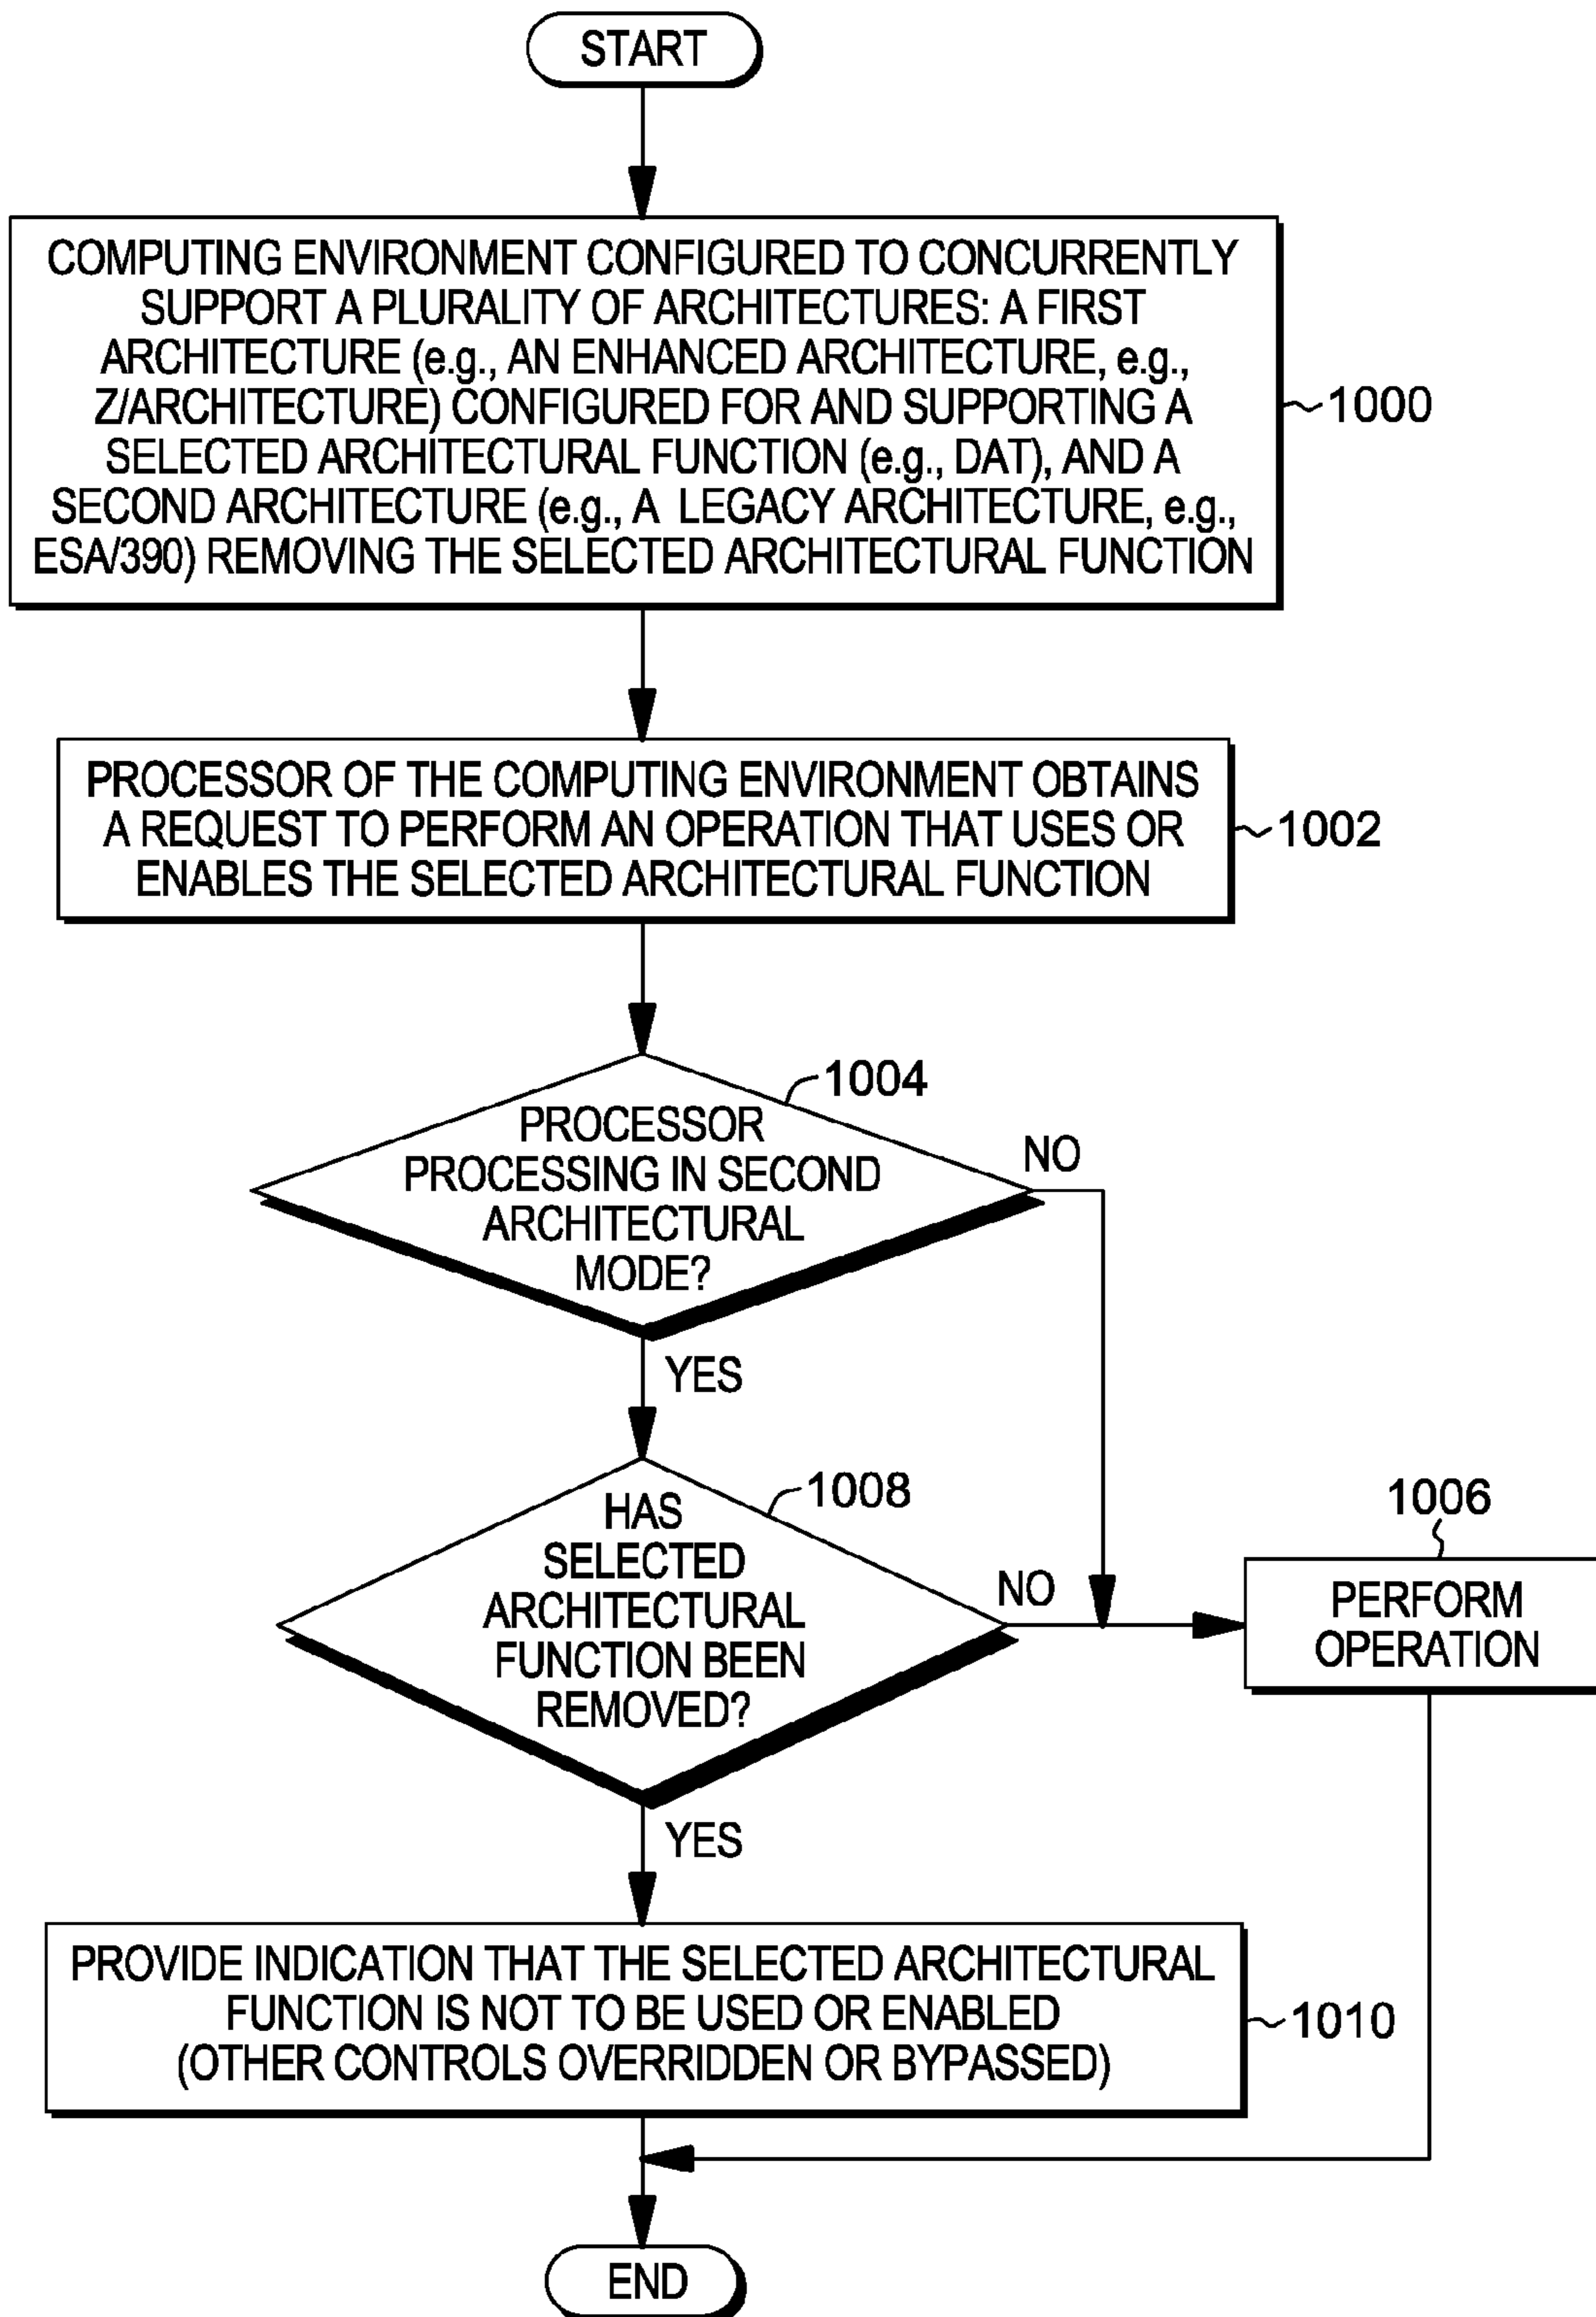 START
COMPUTING ENVIRONMENT CONFIGURED TO CONCURRENTLY
SUPPORT A PLURALITY OF ARCHITECTURES: A FIRST
ARCHITECTURE (e.g., AN ENHANCED ARCHITECTURE, e.g.,
Z/ARCHITECTURE) CONFIGURED FOR AND SUPPORTING A
SELECTED ARCHITECTURAL FUNCTION (e.g., DAT), AND A
SECOND ARCHITECTURE (e.g., A LEGACY ARCHITECTURE, e.g.,
ESA/390) REMOVING THE SELECTED ARCHITECTURAL FUNCTION
1000
PROCESSOR OF THE COMPUTING ENVIRONMENT OBTAINS
A REQUEST TO PERFORM AN OPERATION THAT USES OR
ENABLES THE SELECTED ARCHITECTURAL FUNCTION
1002
1004
PROCESSOR
PROCESSING IN SECOND
ARCHITECTURAL
MODE?
NO
YES
1008
HAS
SELECTED
ARCHITECTURAL
FUNCTION BEEN
REMOVED?
NO
1006
PERFORM
OPERATION
YES
PROVIDE INDICATION THAT THE SELECTED ARCHITECTURAL
FUNCTION IS NOT TO BE USED OR ENABLED
(OTHER CONTROLS OVERRIDDEN OR BYPASSED)
1010
END